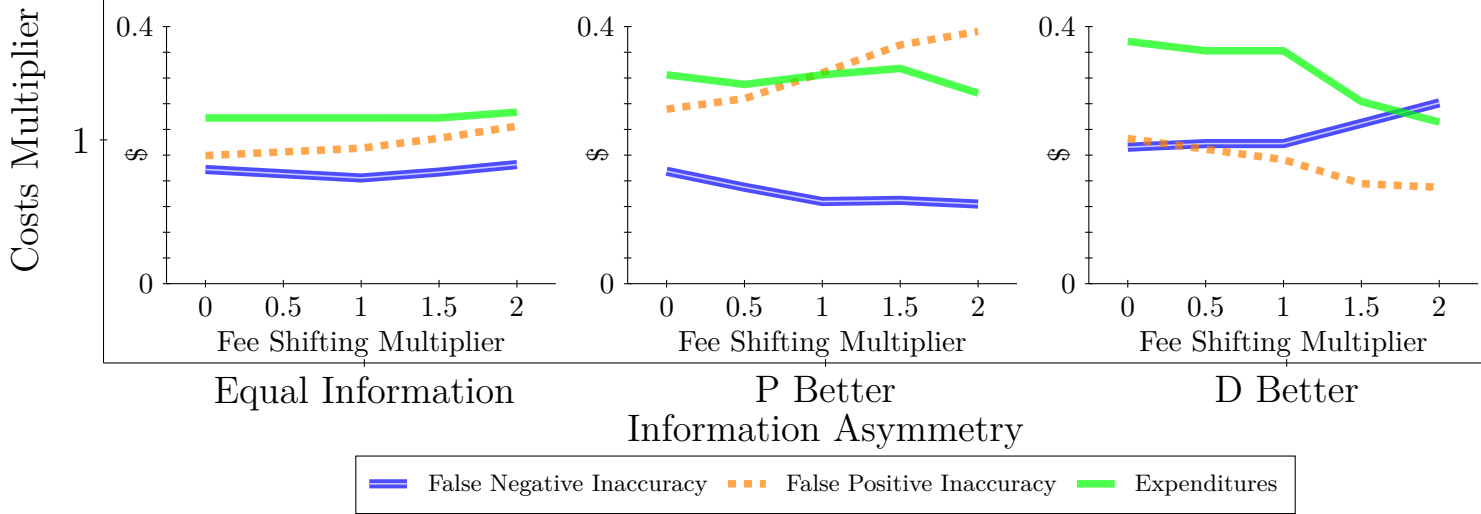 Costs Multiplier
1
0.4
$
0
0 0.5 1 1.5 2
Fee Shifting Multiplier
0.4
$
0
0 0.5 1 1.5 2
Fee Shifting Multiplier
0.4
$
0
0 0.5 1 1.5 2
Fee Shifting Multiplier
Equal Information
P Better
D Better
Information Asymmetry
False Negative Inaccuracy
False Positive Inaccuracy
Expenditures